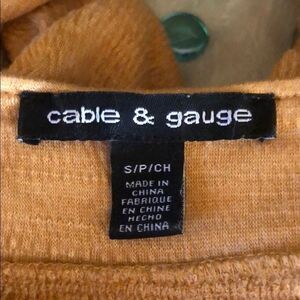 cable & gauge
S/P/CH
MADE IN
CHINA
FABRIQUE
EN CHINE
HECHO
EN CHINA